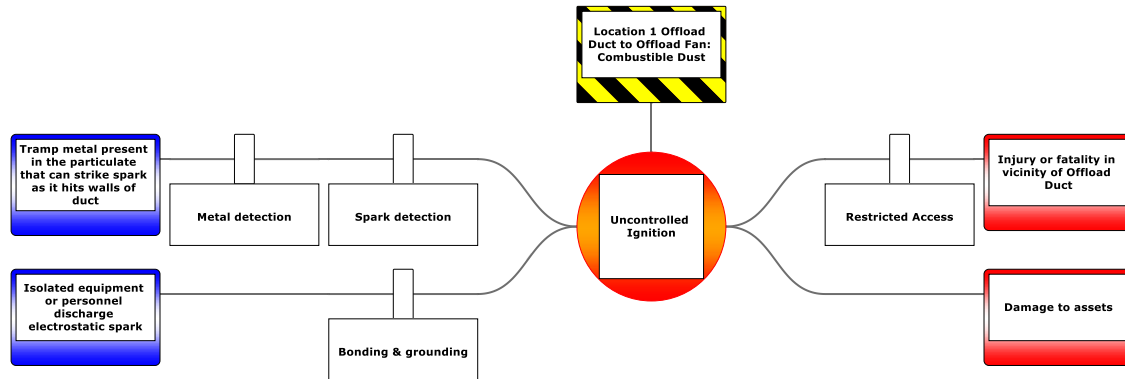 Location 1 Offload
Duct to Offload Fan:
Combustible Dust
Tramp metal present
in the particulate
that can strike spark
as it hits walls of
duct
Metal detection
Spark detection
Uncontrolled
Ignition
Restricted Access
Injury or fatality in
vicinity of Offload
Duct
Isolated equipment
or personnel
discharge
electrostatic spark
Bonding & grounding
Damage to assets